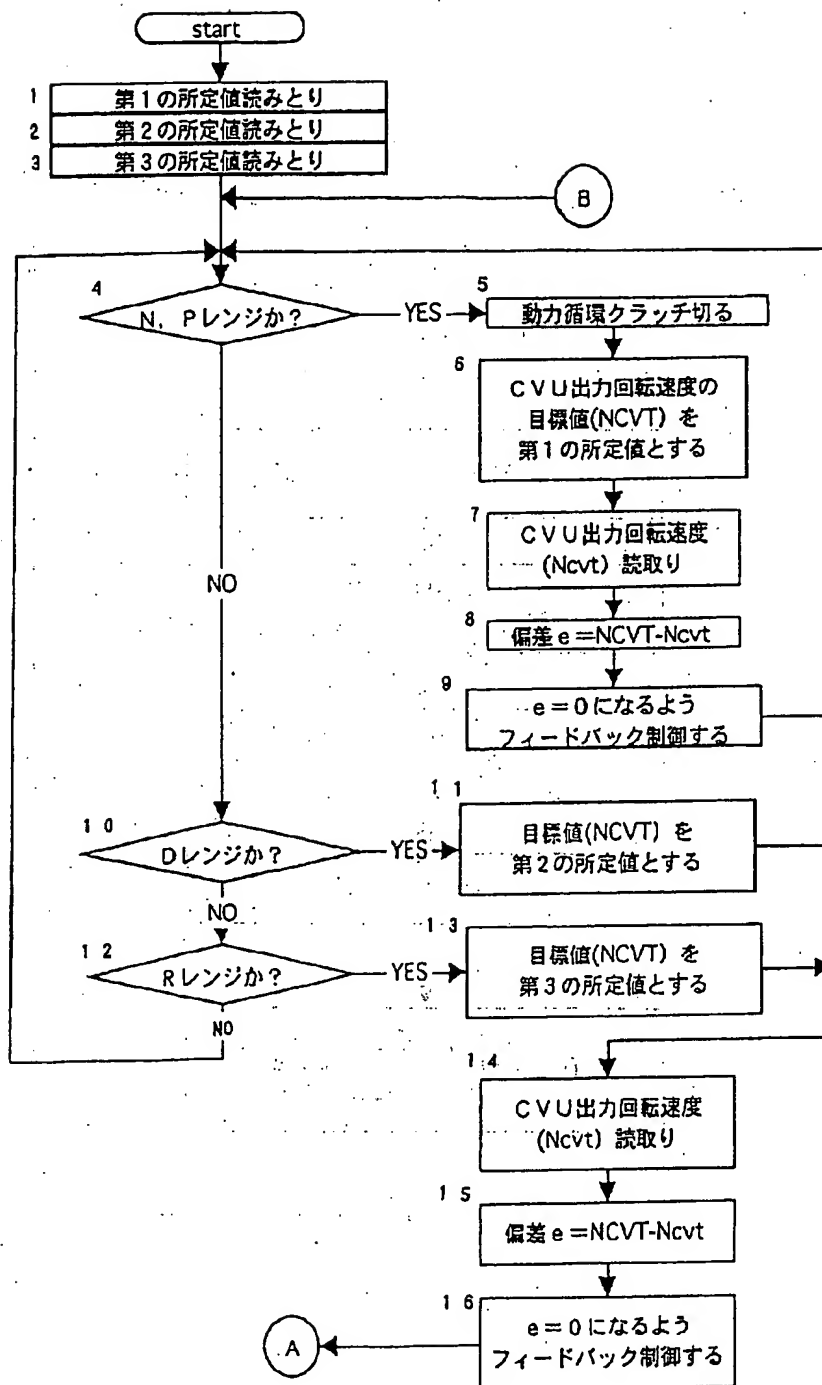 start
1 第1の所定値読みとり
2 第2の所定値読みとり
3 第3の所定値読みとり
B
4
N, Pレンジか?
YES
5
動力循環クラッチ切る
6
CVU出力回転速度の
目標値(NCVT)を
第1の所定値とする
7
CVU出力回転速度
(Ncvt)読取り
NO
8
偏差e=NCVT-Ncvt
9
e=0になるよう
フィードバック制御する
10
Dレンジか?
YES
11
目標値(NCVT)を
第2の所定値とする
NO
12
Rレンジか?
YES
13
目標値(NCVT)を
第3の所定値とする
NO
14
CVU出力回転速度
(Ncvt)読取り
15
偏差e=NCVT-Ncvt
16
e=0になるよう
フィードバック制御する
A